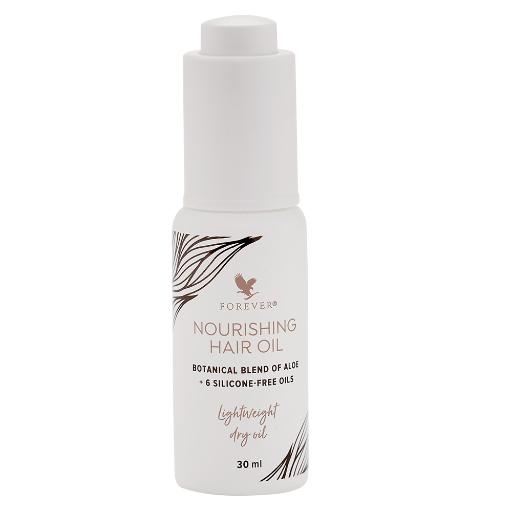 FOREVER®
NOURISHING
HAIR OIL
BOTANICAL BLEND OF ALOE
+ 6 SILICONE-FREE OILS
Lightweight
dry oil
30 ml